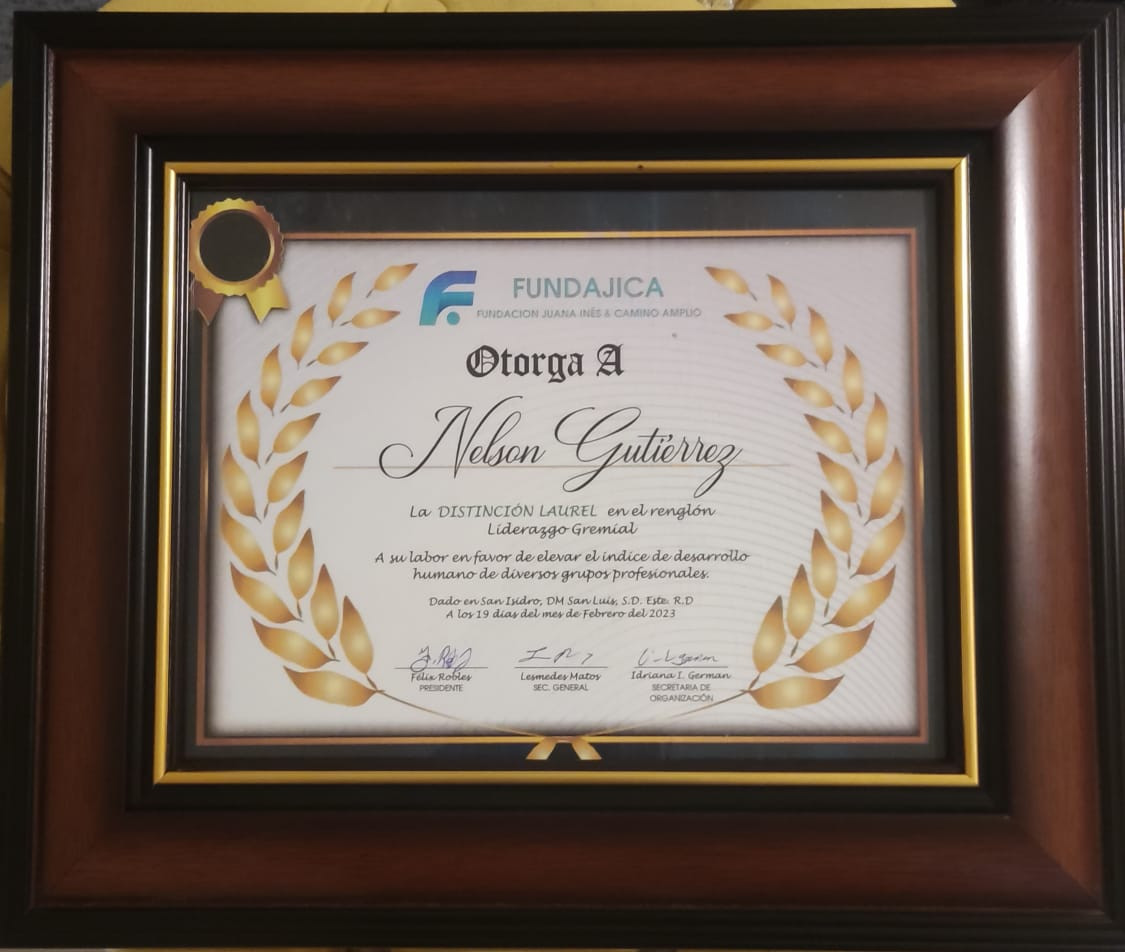 FUNDAJICA
FUNDACION JUANA INÉS & CAMINO AMPLIO
Otorga A
Nelson Gutiérrez
La DISTINCIÓN LAUREL en el renglón
Liderazgo Gremial
A su labor en favor de elevar el índice de desarrollo
humano de diversos grupos profesionales.
Dado en San Isidro, DM San Luis, S.D. Este. R.D
A los 19 días del mes de Febrero del 2023
Félix Robles
PRESIDENTE
Lesmedes Matos
SEC. GENERAL
Idriana I. German
SECRETARIA DE
ORGANIZACIÓN